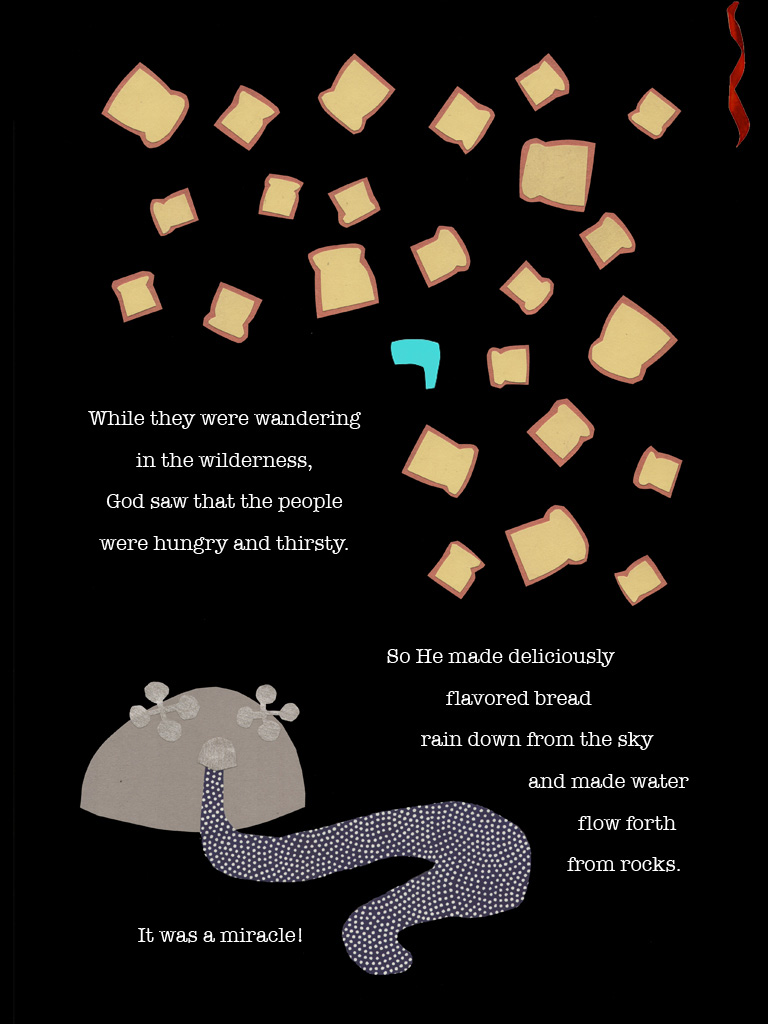 While they were wandering
in the wilderness,
God saw that the people
were hungry and thirsty.
So He made deliciously
flavored bread
rain down from the sky
and made water
flow forth
from rocks.
It was a miracle!